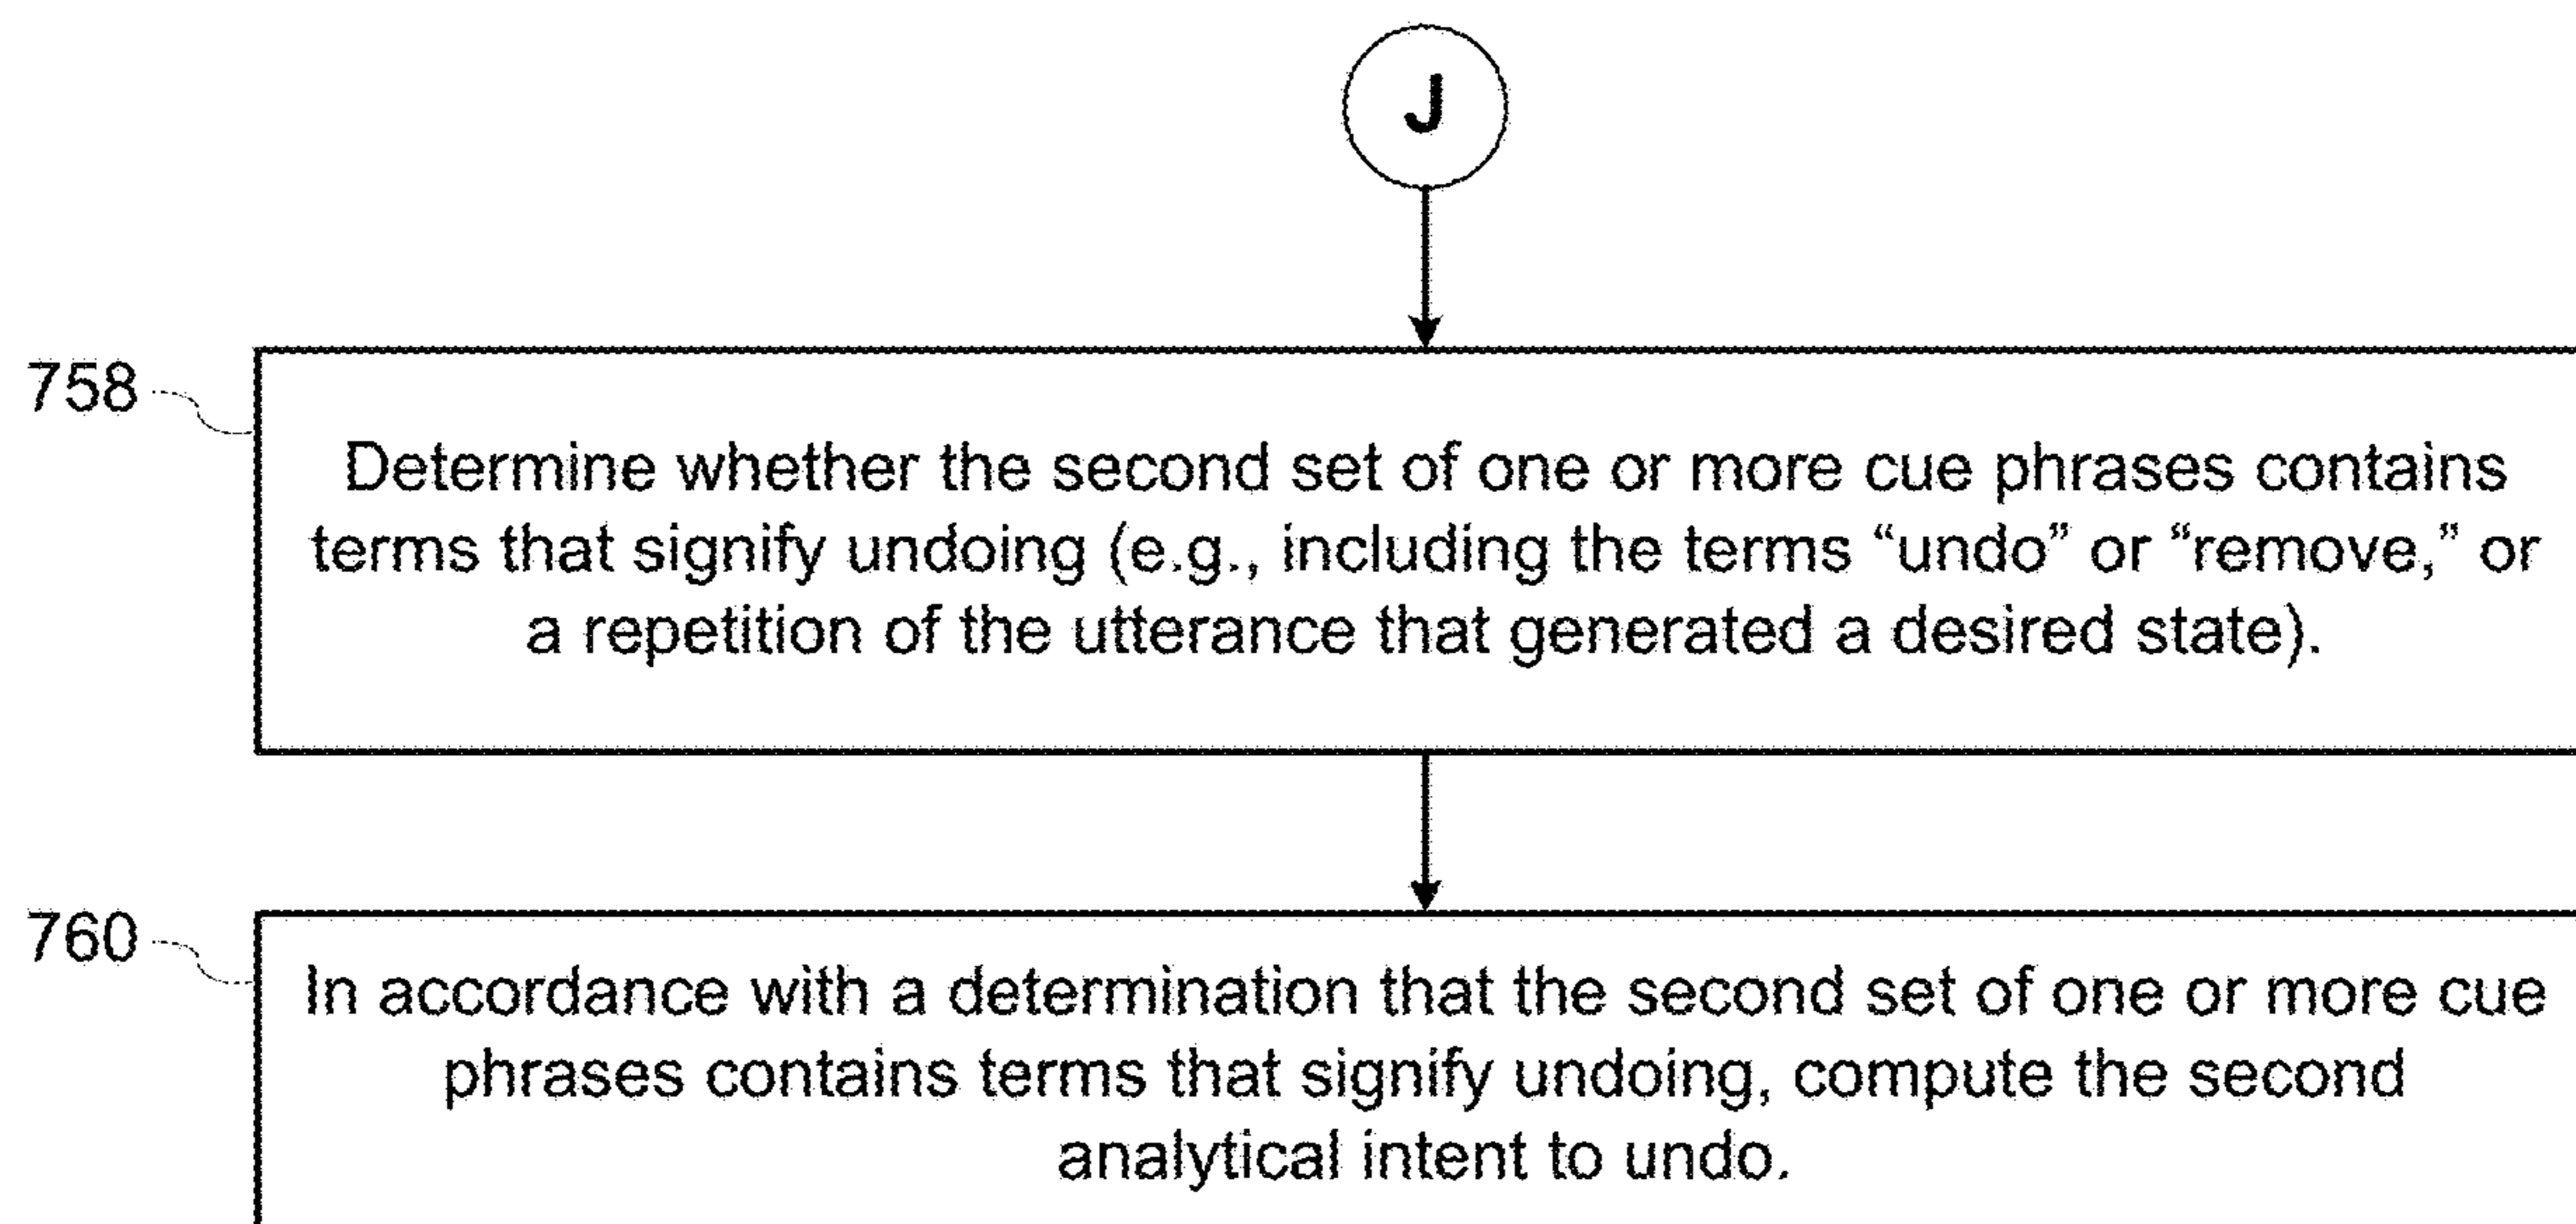 J
758
Determine whether the second set of one or more cue phrases contains
terms that signify undoing (e.g., including the terms “undo” or “remove,” or
a repetition of the utterance that generated a desired state).
760
In accordance with a determination that the second set of one or more cue
phrases contains terms that signify undoing, compute the second
analytical intent to undo.